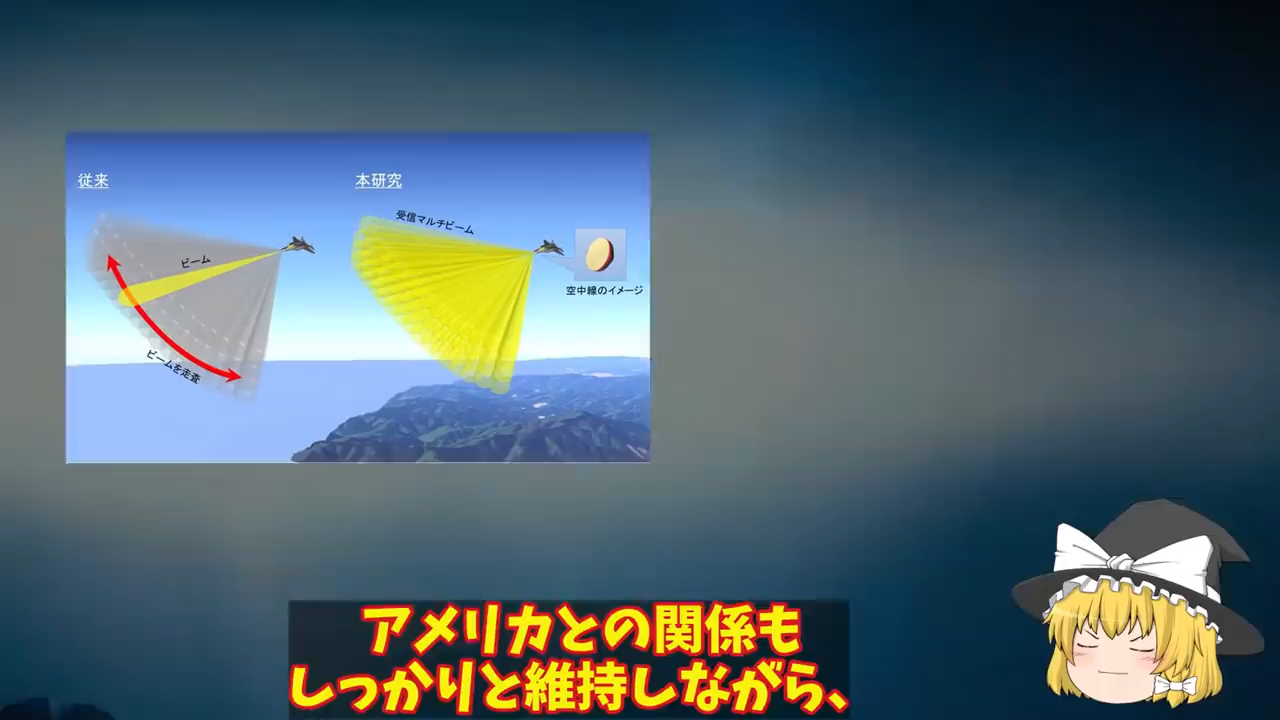 従来
本研究
受信マルチビーム
ビーム
空中線のイメージ
ビームを走査
アメリカとの関係も
しっかりと維持しながら、